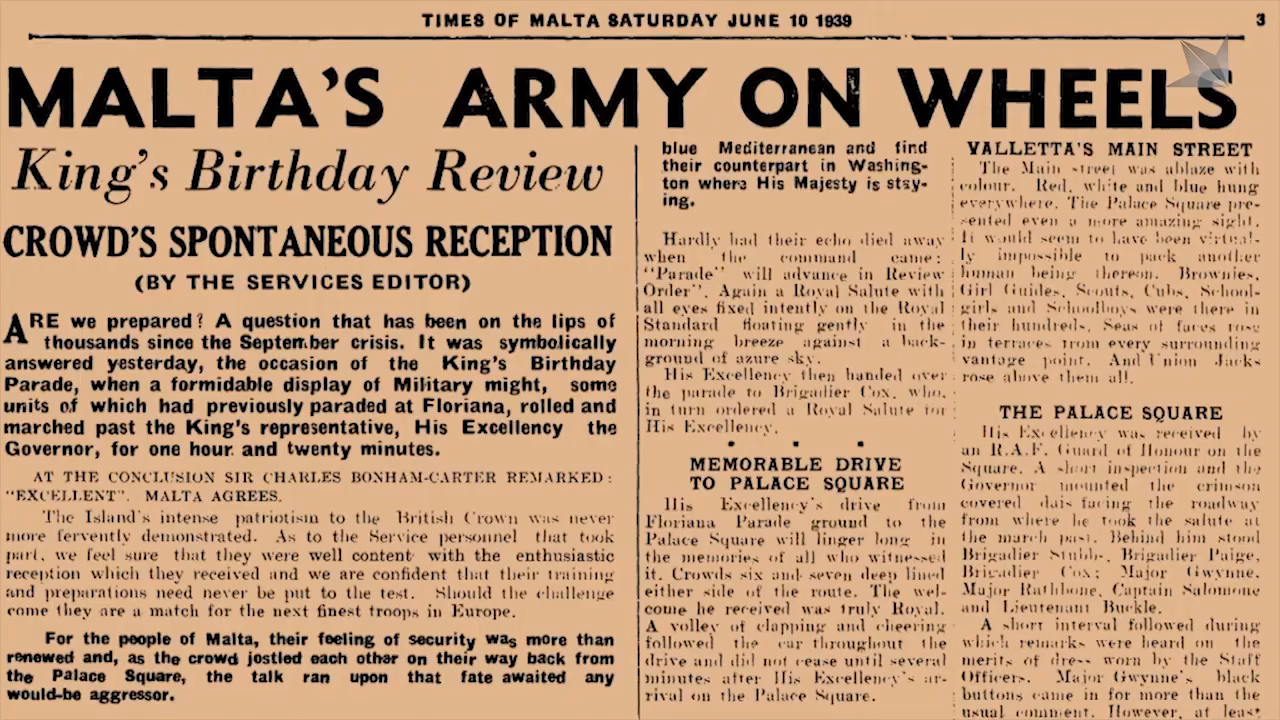 TIMES OF MALTA SATURDAY JUNE 10 1939
3
MALTA'S ARMY ON WHEELS
King's Birthday Review
CROWD'S SPONTANEOUS RECEPTION
(BY THE SERVICES EDITOR)
ARE we prepared? A question that has been on the lips of
thousands since the September crisis. It was symbolically
answered yesterday, the occasion of the King's Birthday
Parade, when a formidable display of Military might, some
units of which had previously paraded at Floriana, rolled and
marched past the King's representative, His Excellency the
Governor, for one hour and twenty minutes.
AT THE CONCLUSION SIR CHARLES BONHAM-CARTER REMARKED:
"EXCELLENT". MALTA AGREES.
The Island's intense patriotism to the British Crown was never
more fervently demonstrated. As to the Service personnel that took
part, we feel sure that they were well content with the enthusiastic
reception which they received and we are confident that their training
and preparations need never be put to the test. Should the challenge
come they are a match for the next finest troops in Europe.
For the people of Malta, their feeling of security was more than
renewed and, as the crowd jostled each other on their way back from
the Palace Square, the talk ran upon that fate awaited any
would-be aggressor.
blue Mediterranean and find
their counterpart in Washing-
ton where His Majesty is stay-
ing.
Hardly had their echo died away
when the command came:
"Parade" will advance in Review
Order". Again a Royal Salute with
all eyes fixed intently on the Royal
Standard floating gently in the
morning breeze against a back-
ground of azure sky.
His Excellency then handed over
the parade to Brigadier Cox, who,
in turn ordered a Royal Salute for
His Excellency.
MEMORABLE DRIVE
TO PALACE SQUARE
His Excellency's drive from
Floriana Parade ground to the
Palace Square will linger long in
the memories of all who witnessed
it. Crowds six and seven deep lined
either side of the route. The wel-
come he received was truly Royal.
A volley of clapping and cheering
followed the car throughout the
drive and did not cease until several
minutes after His Excellency's ar-
rival on the Palace Square.
VALLETTA'S MAIN STREET
The Main street was ablaze with
colour. Red, white and blue hung
everywhere. The Palace Square pre-
sented even a more amazing sight.
It would seem to have been virtual-
ly impossible to pack another
human being thereon. Brownies,
Girl Guides, Scouts, Cubs, School-
girls and Schoolboys were there in
their hundreds. Seas of faces rose
in terraces from every surrounding
vantage point. And Union Jacks
rose above them all.
THE PALACE SQUARE
His Excellency was received by
an R.A.F. Guard of Honour on the
Square. A short inspection and the
Governor mounted the crimson
covered dais facing the roadway
from where he took the salute at
the march past. Behind him stood
Brigadier Stubbs, Brigadier Paige,
Brigadier Cox; Major Gwynne,
Major Rathbone, Captain Salomone
and Lieutenant Buckle.
A short interval followed during
which remarks were heard on the
merits of dress worn by the Staff
Officers. Major Gwynne's black
buttons came in for more than the
usual comment. However, at least